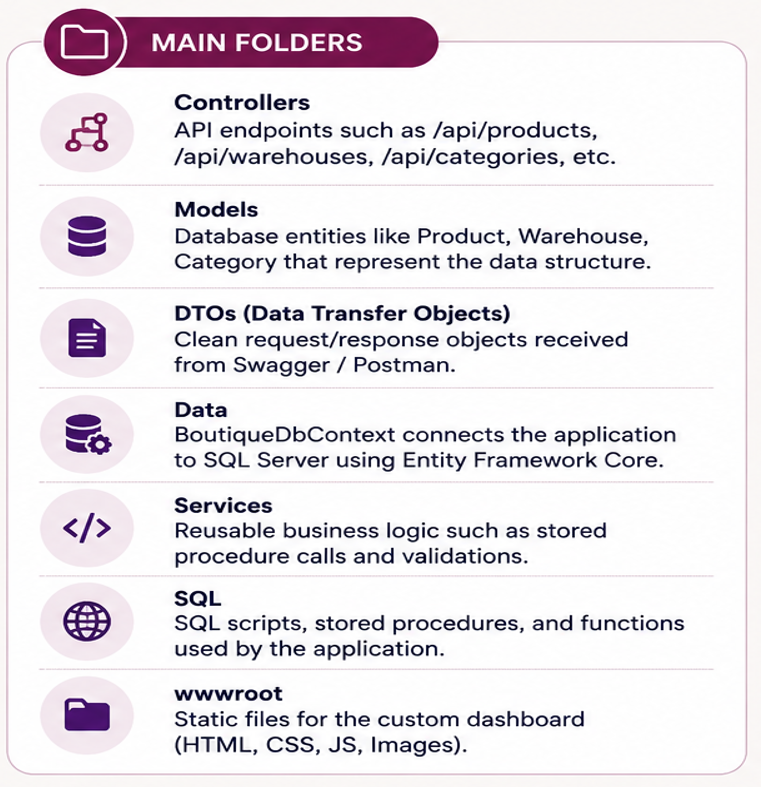 MAIN FOLDERS
Controllers
API endpoints such as /api/products,
/api/warehouses, /api/categories, etc.
Models
Database entities like Product, Warehouse,
Category that represent the data structure.
DTOs (Data Transfer Objects)
Clean request/response objects received
from Swagger / Postman.
Data
BoutiqueDbContext connects the application
to SQL Server using Entity Framework Core.
Services
Reusable business logic such as stored
procedure calls and validations.
SQL
SQL scripts, stored procedures, and functions
used by the application.
wwwroot
Static files for the custom dashboard
(HTML, CSS, JS, Images).